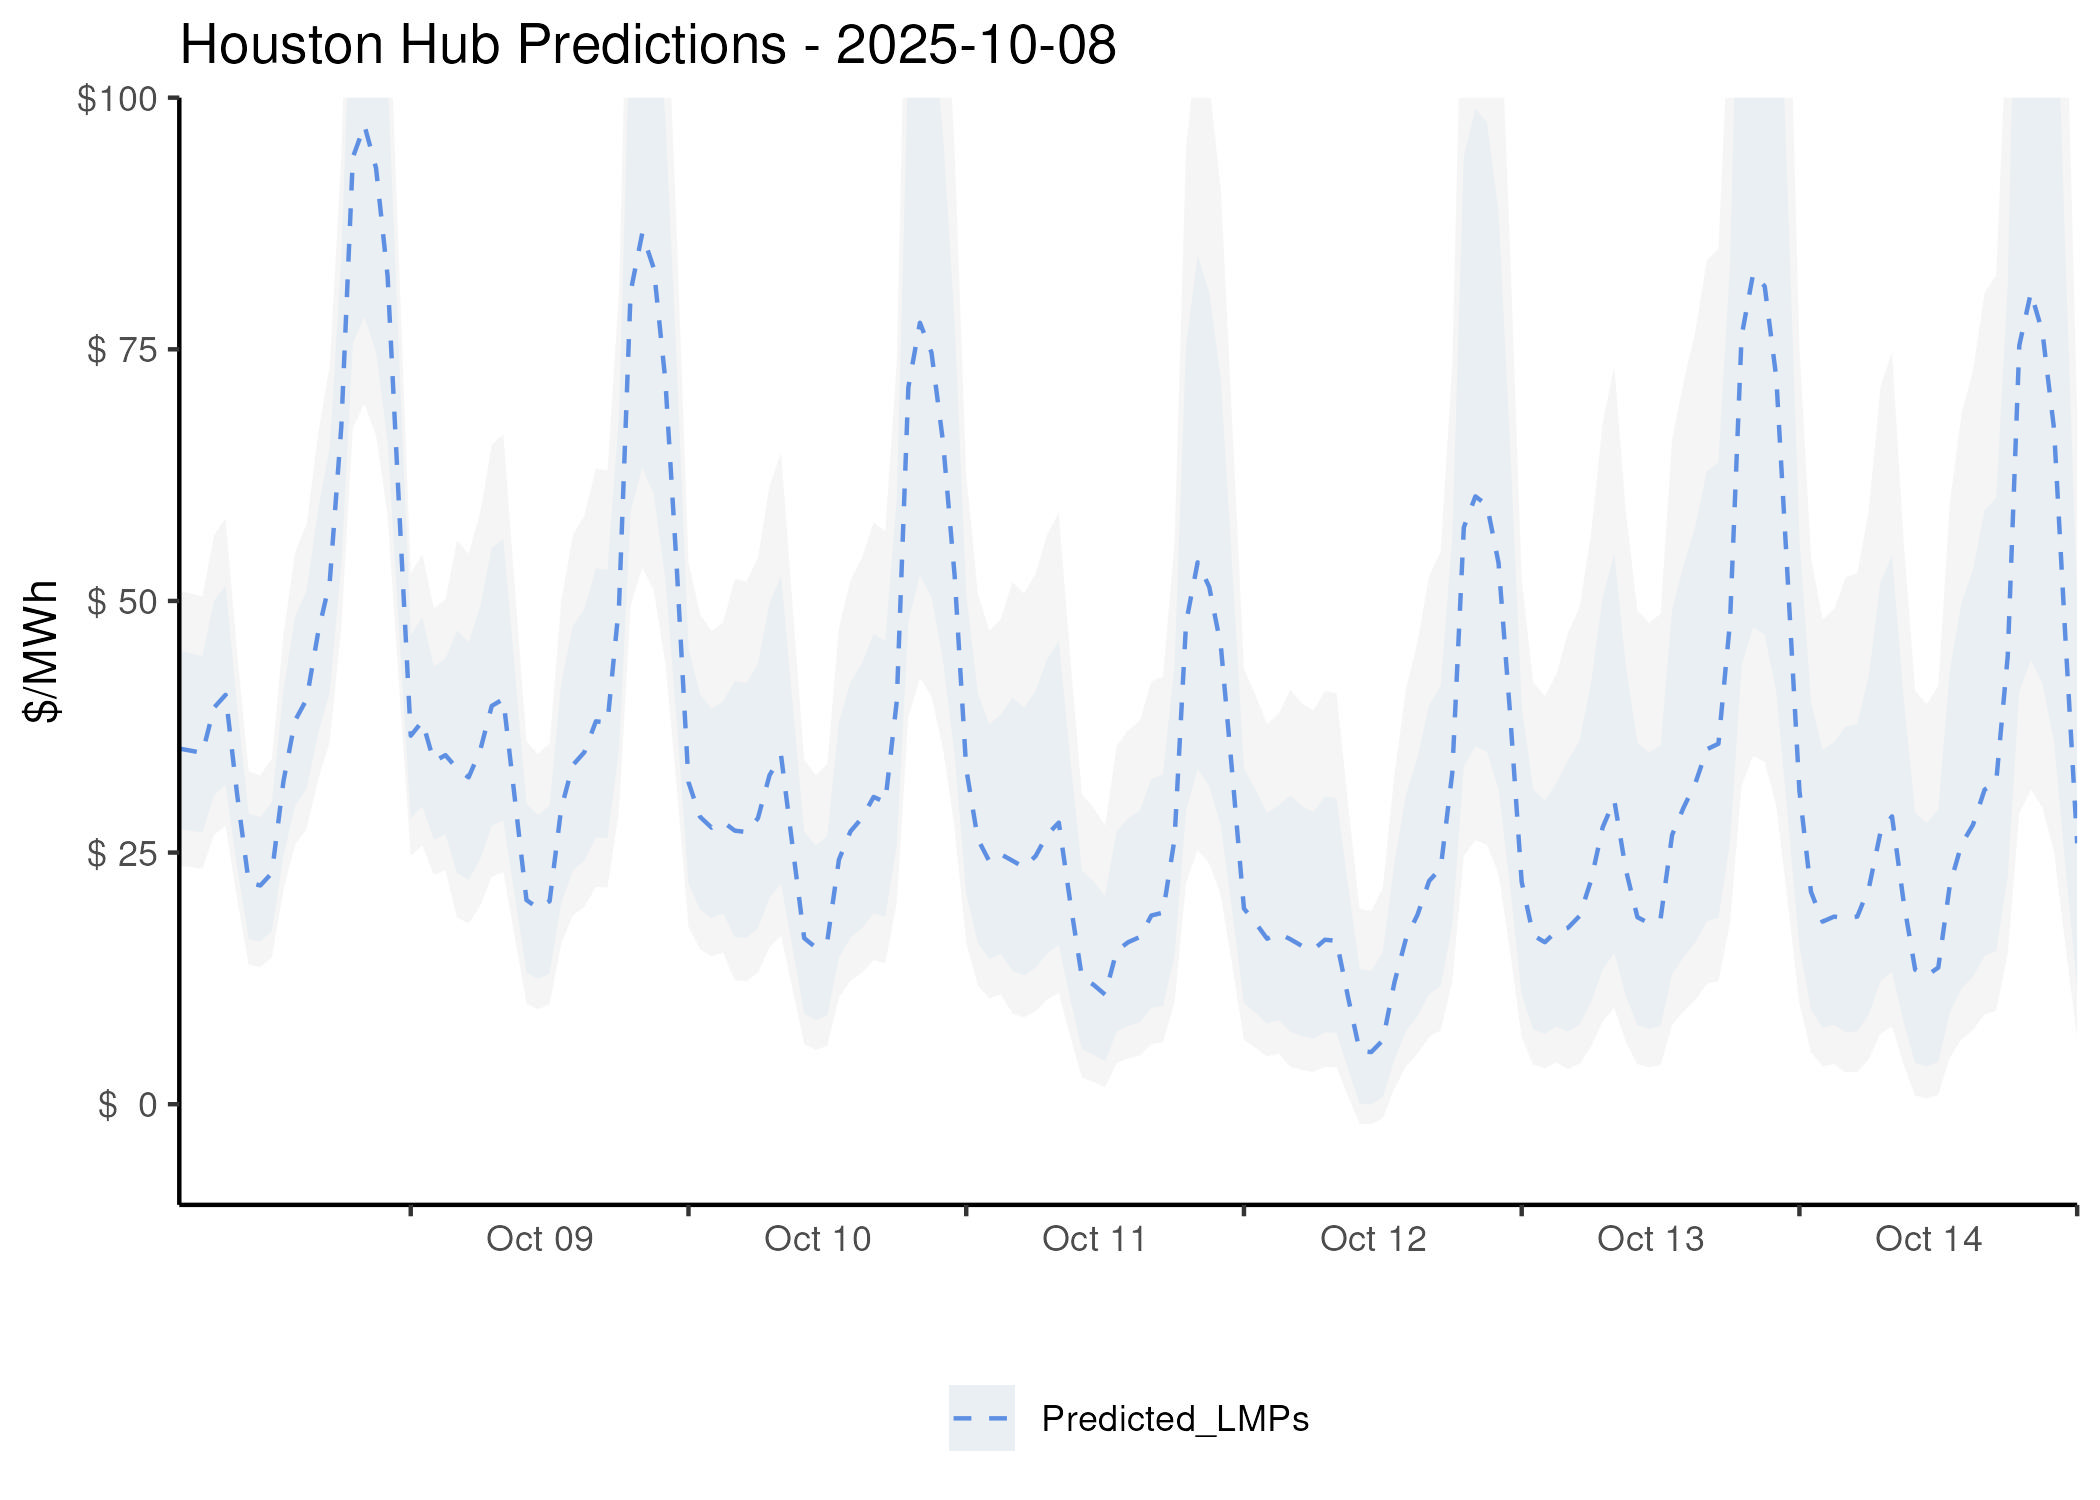 Houston Hub Predictions - 2025-10-08
$100
$ 75
$ 50
$ 25
$  0
$/MWh
Oct 09 Oct 10 Oct 11 Oct 12 Oct 13 Oct 14
Predicted_LMPs